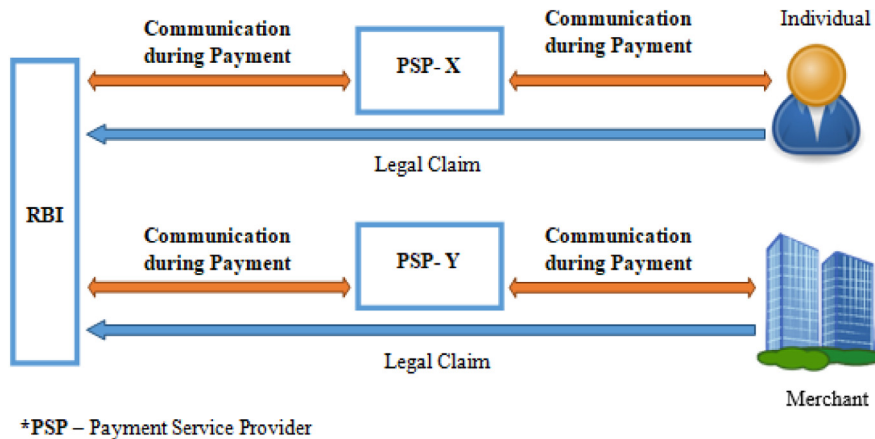 Individual
Communication
during Payment
PSP- X
Communication
during Payment
Legal Claim
RBI
Communication
during Payment
PSP- Y
Communication
during Payment
Legal Claim
Merchant
*PSP – Payment Service Provider